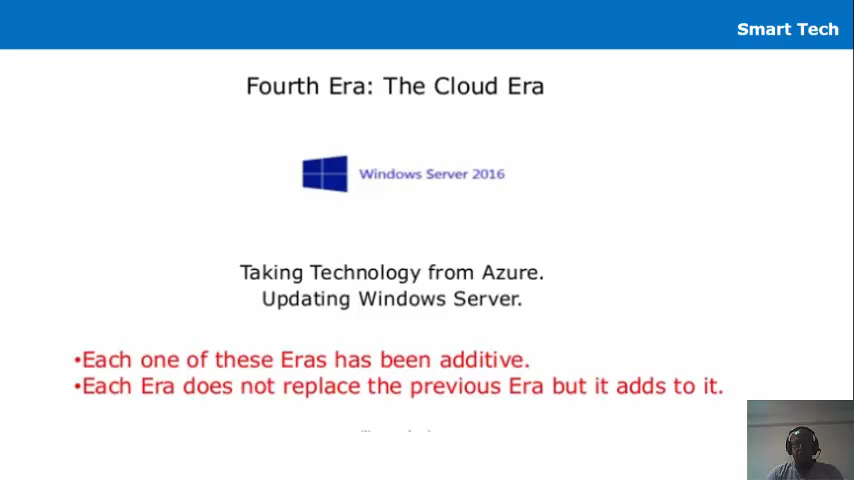 Smart Tech
Fourth Era: The Cloud Era
Windows Server 2016
Taking Technology from Azure.
Updating Windows Server.
•Each one of these Eras has been additive.
•Each Era does not replace the previous Era but it adds to it.